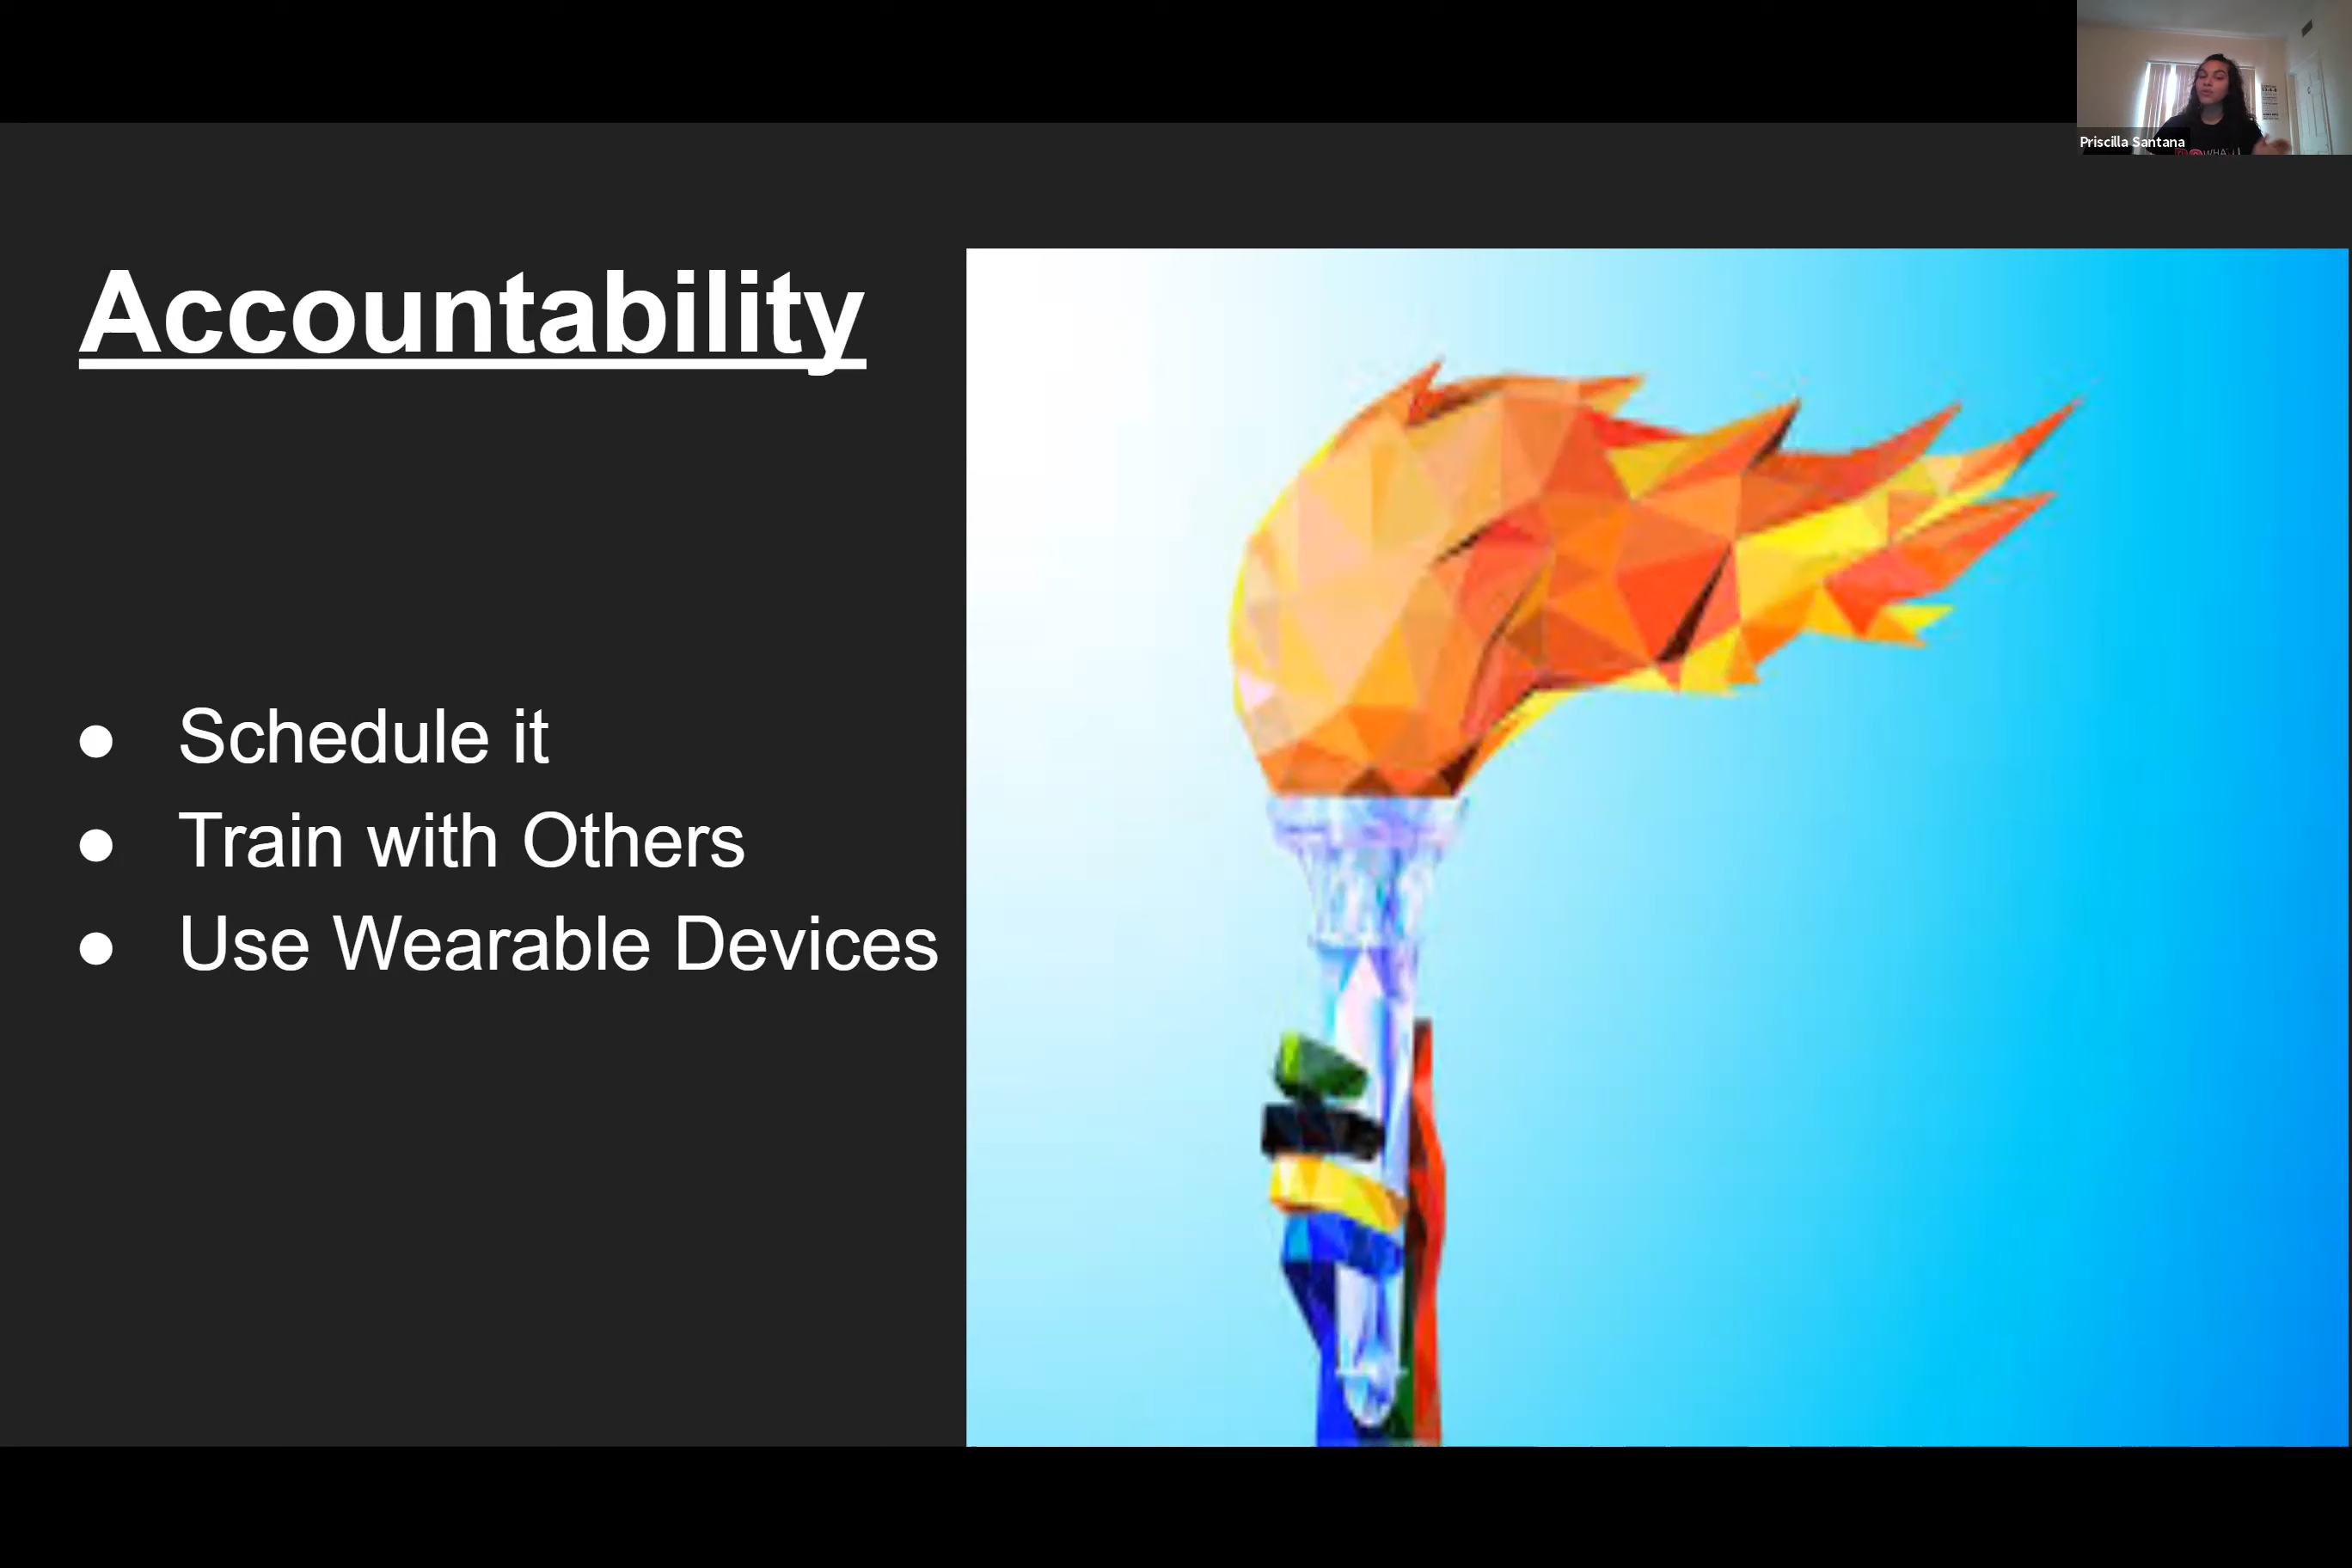 Priscilla Santana
Accountability
● Schedule it
● Train with Others
● Use Wearable Devices